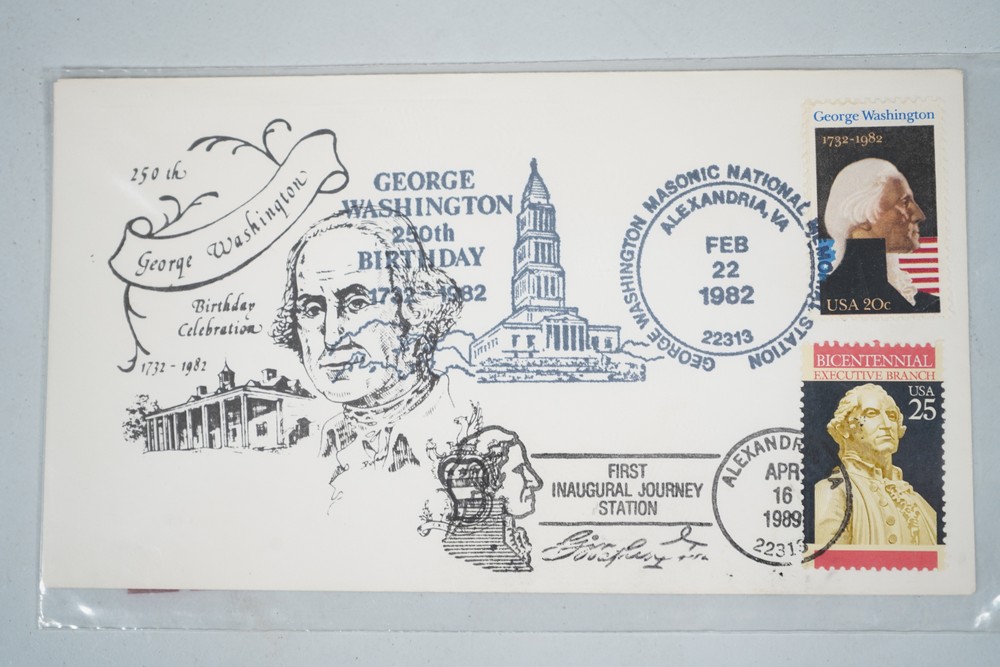 250 th
George Washington
Birthday
Celebration
1732 - 1982
GEORGE
WASHINGTON
250th
BIRTHDAY
1732 1982
GEORGE WASHINGTON MASONIC NATIONAL MEMORIAL STATION
ALEXANDRIA, VA
FEB
22
1982
22313
George Washington
1732-1982
USA 20c
BICENTENNIAL
EXECUTIVE BRANCH
USA
25
FIRST
INAUGURAL JOURNEY
STATION
ALEXANDRIA
APR
16
1989
22313